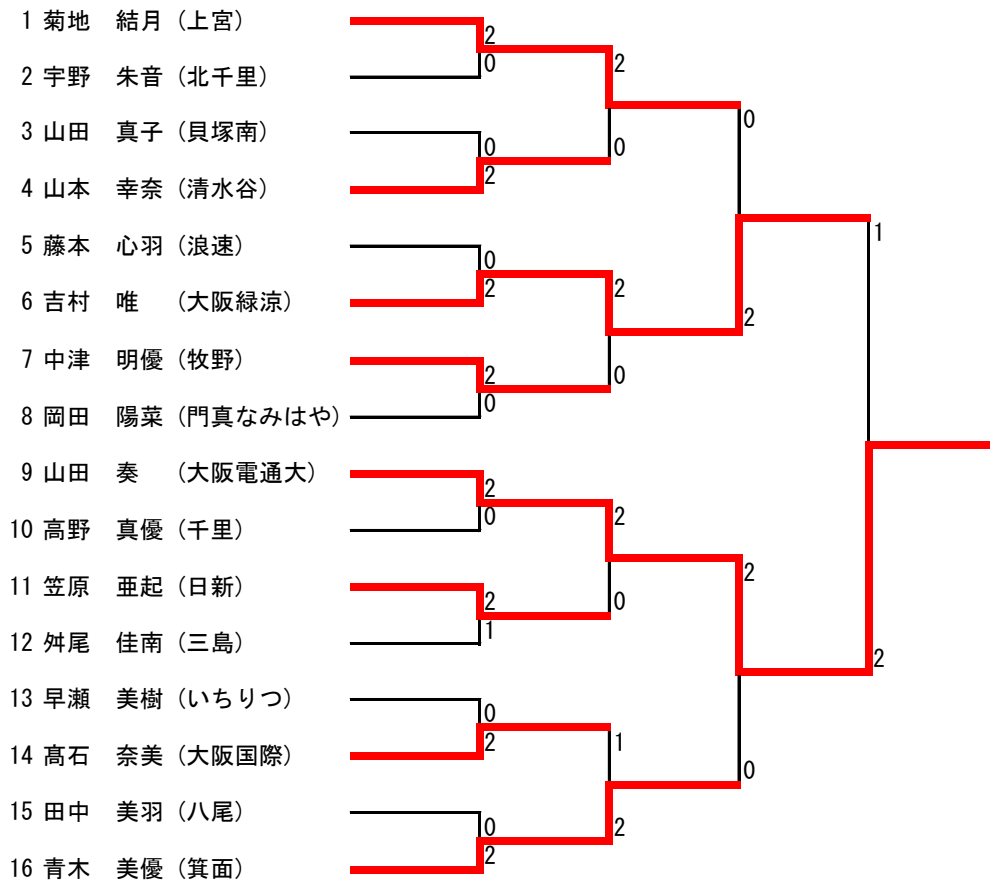 1 菊地 結月 (上宮)
2
0
2
2 宇野 朱音 (北千里)
0
3 山田 真子 (貝塚南)
0
0
2
4 山本 幸奈 (清水谷)
1
5 藤本 心羽 (浪速)
0
2
2
6 吉村 唯 (大阪緑涼)
2
7 中津 明優 (牧野)
2
0
0
8 岡田 陽菜 (門真なみはや)
9 山田 奏 (大阪電通大)
2
2
10 高野 真優 (千里)
0
2
11 笠原 亜起 (日新)
2
0
1
12 舛尾 佳南 (三島)
2
13 早瀬 美樹 (いちりつ)
0
2
1
14 髙石 奈美 (大阪国際)
0
15 田中 美羽 (八尾)
0
2
2
16 青木 美優 (箕面)